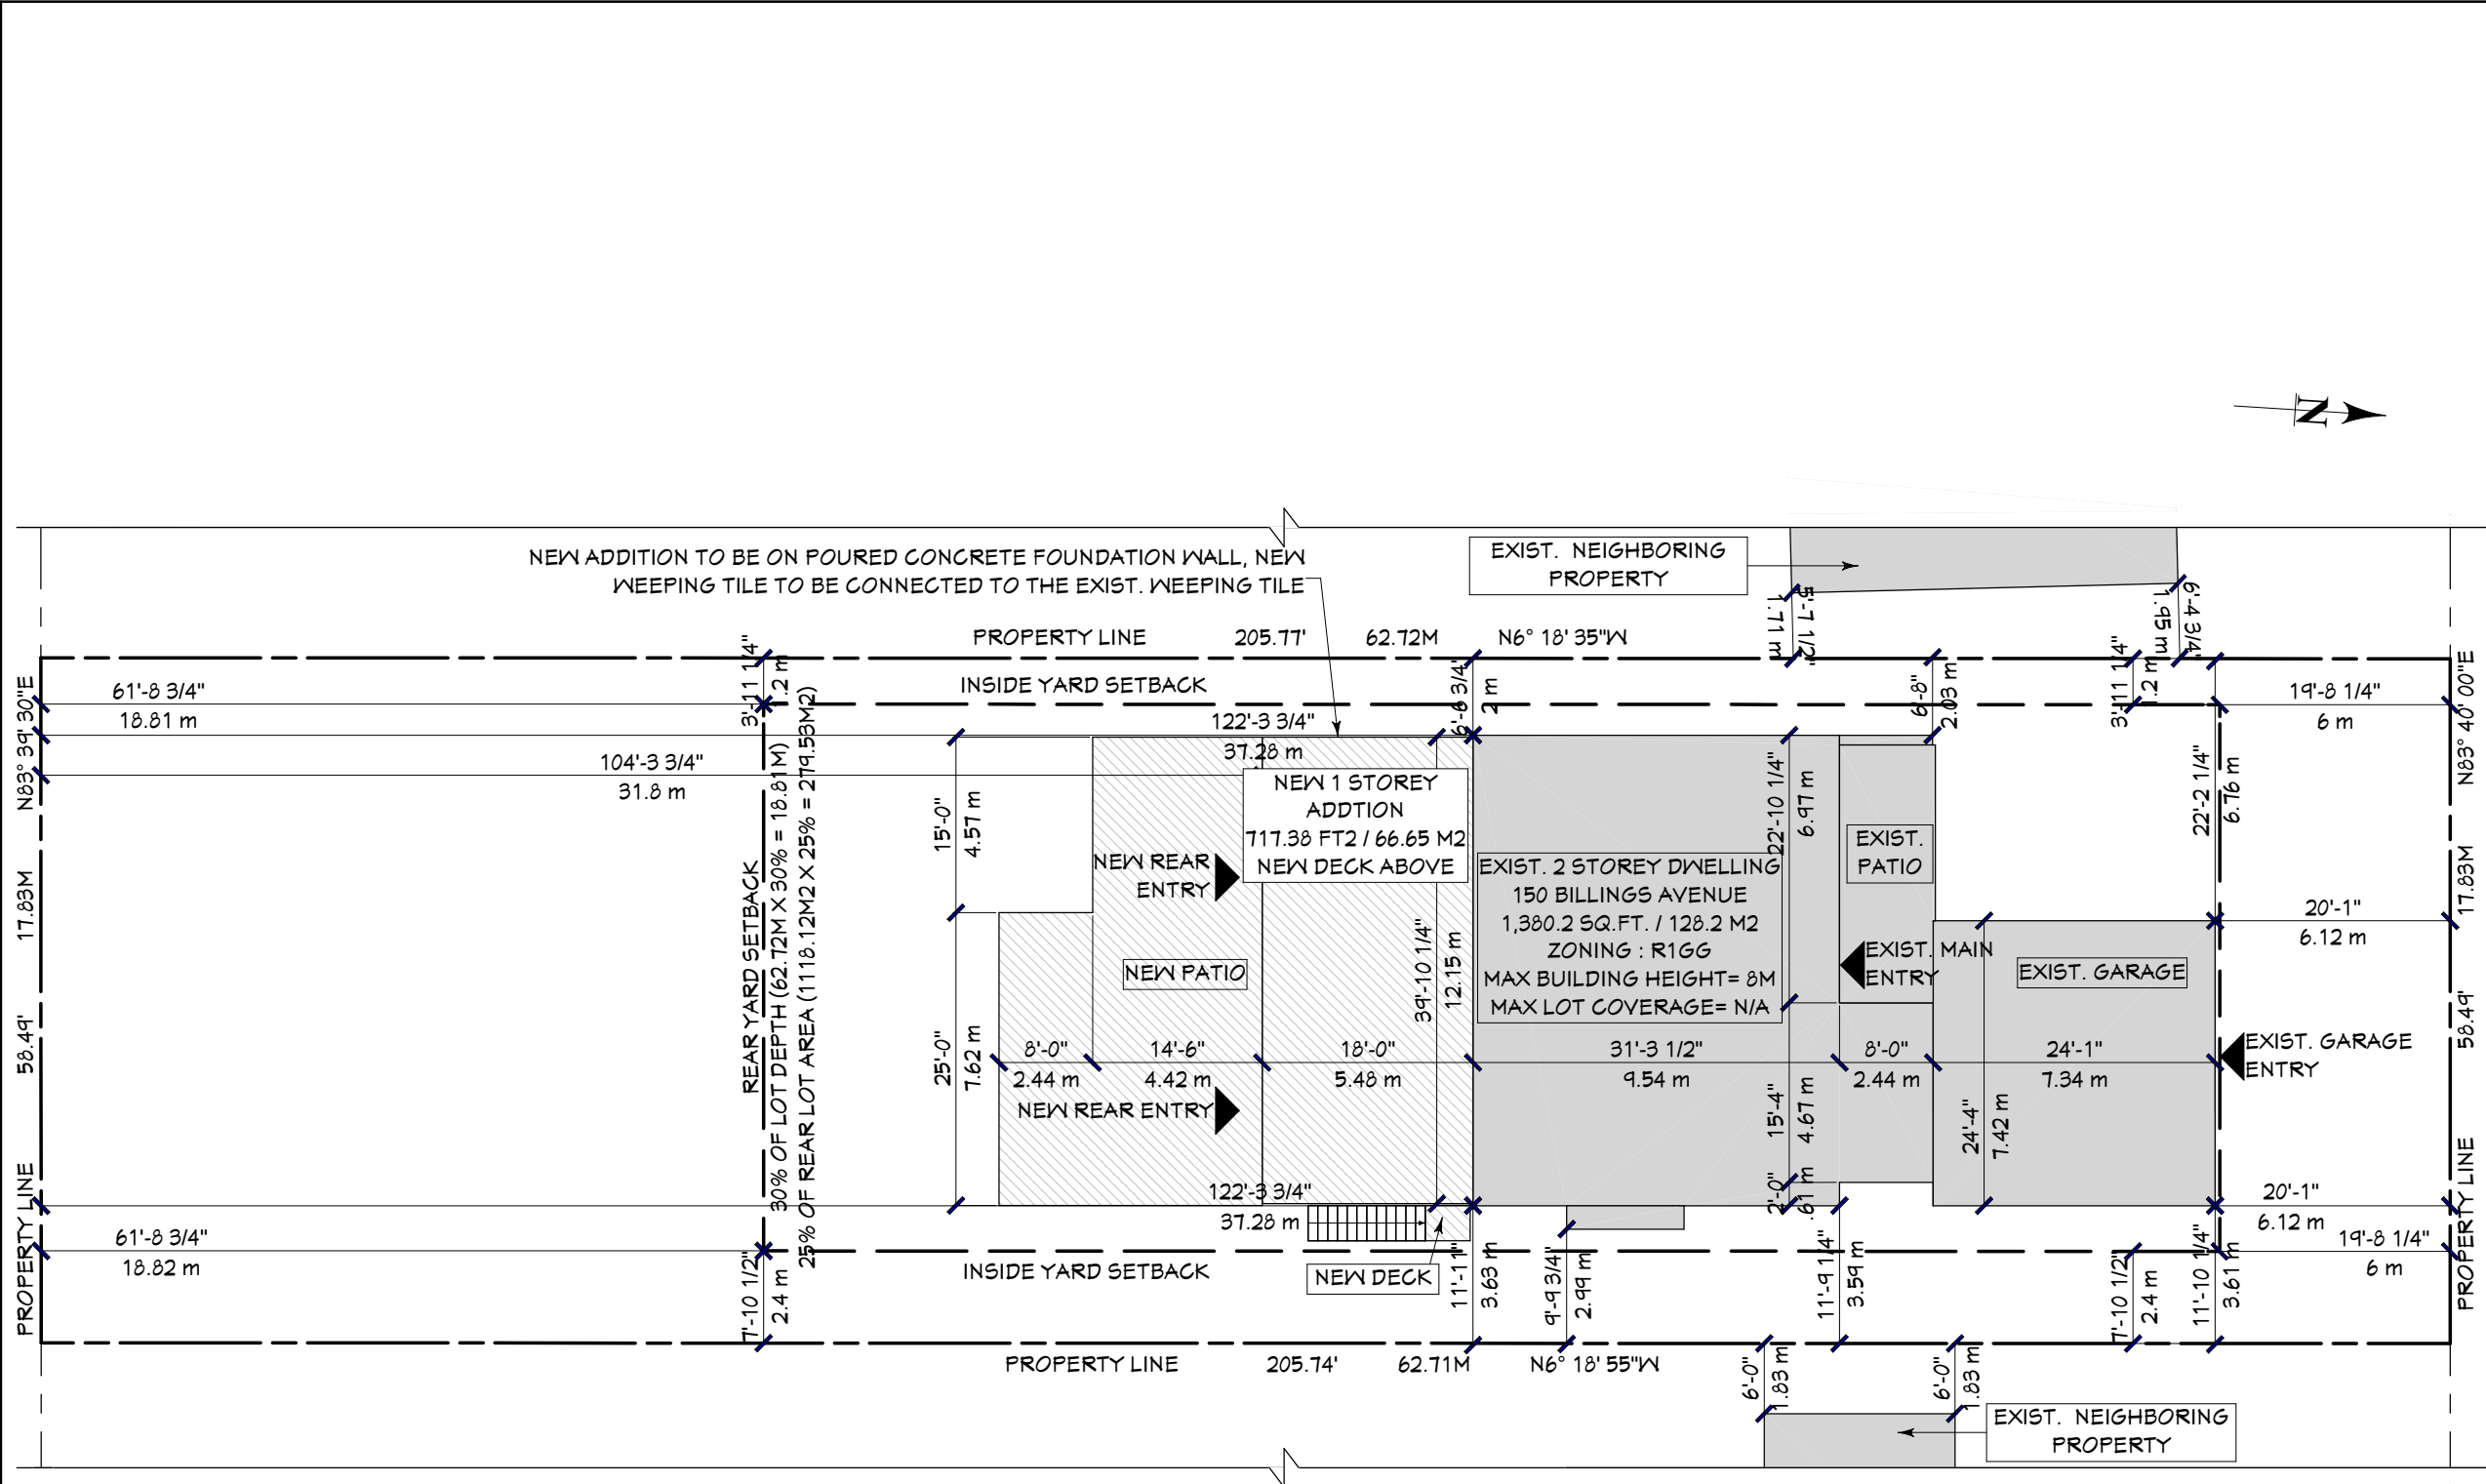 N
NEW ADDITION TO BE ON POURED CONCRETE FOUNDATION WALL, NEW
WEEPING TILE TO BE CONNECTED TO THE EXIST. WEEPING TILE
EXIST. NEIGHBORING
PROPERTY
5'-7 1/2"
1.71 m
6'-4 3/4"
1.95 m
PROPERTY LINE 205.77' 62.72M N6° 18' 35"W
INSIDE YARD SETBACK
61'-8 3/4"
18.81 m
3'-11 1/4"
1.2 m
122'-3 3/4"
37.28 m
104'-3 3/4"
31.8 m
6'-6 3/4"
2 m
6'-8"
2.03 m
3'-11 1/4"
1.2 m
19'-8 1/4"
6 m
22'-2 1/4"
6.76 m
PROPERTY LINE 58.49' 17.83M N83° 39' 30"E
REAR YARD SETBACK
30% OF LOT DEPTH (62.72M X 30% = 18.81M)
25% OF REAR LOT AREA (1118.12M2 X 25% = 279.53M2)
15'-0"
4.57 m
25'-0"
7.62 m
NEW REAR
ENTRY
NEW 1 STOREY
ADDTION
717.38 FT2 / 66.65 M2
NEW DECK ABOVE
NEW PATIO
39'-10 1/4"
12.15 m
EXIST. 2 STOREY DWELLING
150 BILLINGS AVENUE
1,380.2 SQ.FT. / 128.2 M2
ZONING : R1GG
MAX BUILDING HEIGHT= 8M
MAX LOT COVERAGE= N/A
22'-10 1/4"
6.97 m
EXIST.
PATIO
EXIST. MAIN
ENTRY
EXIST. GARAGE
20'-1"
6.12 m
EXIST. GARAGE
ENTRY
8'-0"
2.44 m
14'-6"
4.42 m
18'-0"
5.48 m
31'-3 1/2"
9.54 m
8'-0"
2.44 m
24'-1"
7.34 m
NEW REAR ENTRY
15'-4"
4.67 m
24'-4"
7.42 m
2'-0"
.61 m
PROPERTY LINE 58.49' 17.83M N83° 40' 00"E
122'-3 3/4"
37.28 m
20'-1"
6.12 m
61'-8 3/4"
18.82 m
7'-10 1/2"
2.4 m
INSIDE YARD SETBACK
NEW DECK
11'-11"
3.63 m
9'-9 3/4"
2.99 m
11'-9 1/4"
3.59 m
7'-10 1/2"
2.4 m
11'-10 1/4"
3.61 m
19'-8 1/4"
6 m
PROPERTY LINE 205.74' 62.71M N6° 18' 55"W
6'-0"
1.83 m
6'-0"
1.83 m
EXIST. NEIGHBORING
PROPERTY